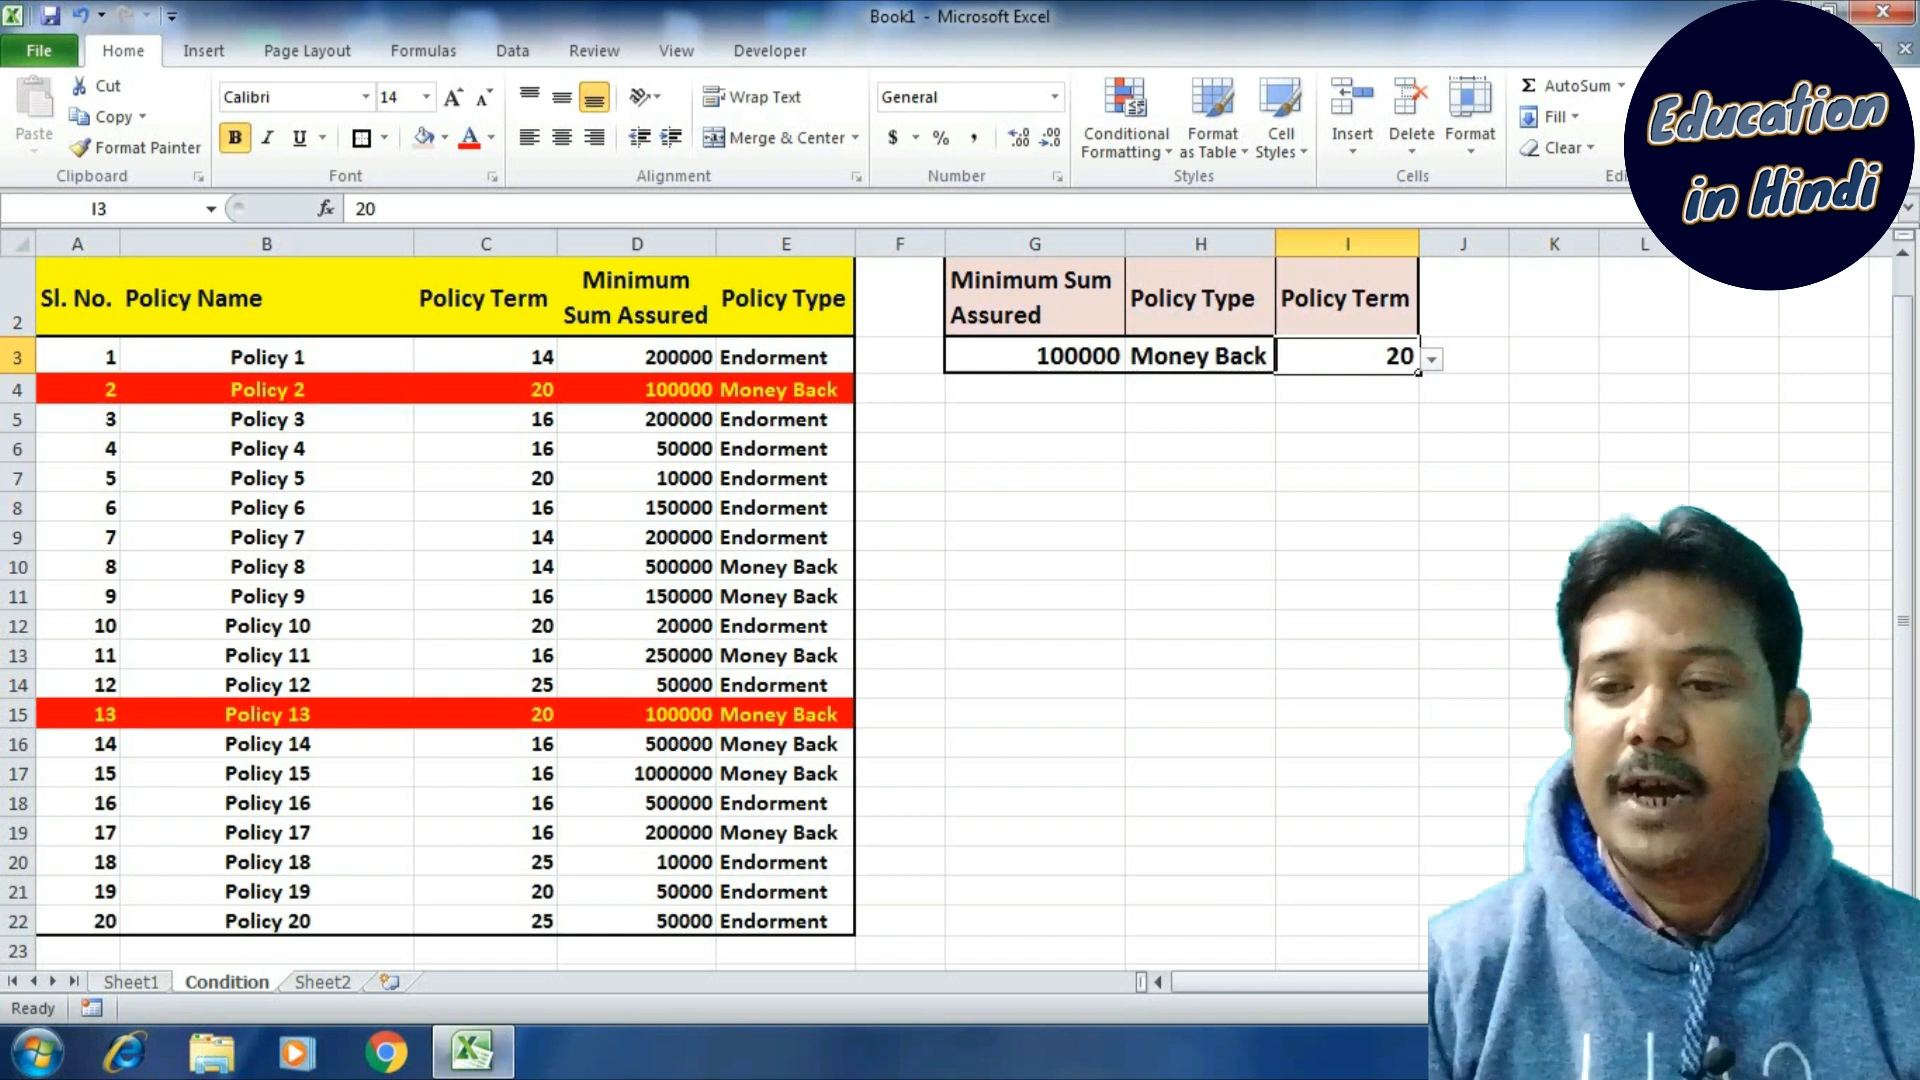 Book1 - Microsoft Excel
File Home Insert Page Layout Formulas Data Review View Developer
Paste
Cut
Copy
Format Painter
Clipboard
Calibri 14
B I U
Font
Wrap Text
Merge & Center
Alignment
General
$ % ,
Number
Conditional Formatting
Format as Table
Cell Styles
Styles
Insert Delete Format
Cells
Σ AutoSum
Fill
Clear
Education
in Hindi
I3 fx 20
A B C D E F G H I J K L
2 Sl. No. Policy Name Policy Term Minimum Sum Assured Policy Type Minimum Sum Assured Policy Type Policy Term
3 1 Policy 1 14 200000 Endorment 100000 Money Back 20
4 2 Policy 2 20 100000 Money Back
5 3 Policy 3 16 200000 Endorment
6 4 Policy 4 16 50000 Endorment
7 5 Policy 5 20 10000 Endorment
8 6 Policy 6 16 150000 Endorment
9 7 Policy 7 14 200000 Endorment
10 8 Policy 8 14 500000 Money Back
11 9 Policy 9 16 150000 Money Back
12 10 Policy 10 20 20000 Endorment
13 11 Policy 11 16 250000 Money Back
14 12 Policy 12 25 50000 Endorment
15 13 Policy 13 20 100000 Money Back
16 14 Policy 14 16 500000 Money Back
17 15 Policy 15 16 1000000 Money Back
18 16 Policy 16 16 500000 Endorment
19 17 Policy 17 16 200000 Money Back
20 18 Policy 18 25 10000 Endorment
21 19 Policy 19 20 50000 Endorment
22 20 Policy 20 25 50000 Endorment
23
Sheet1 Condition Sheet2
Ready